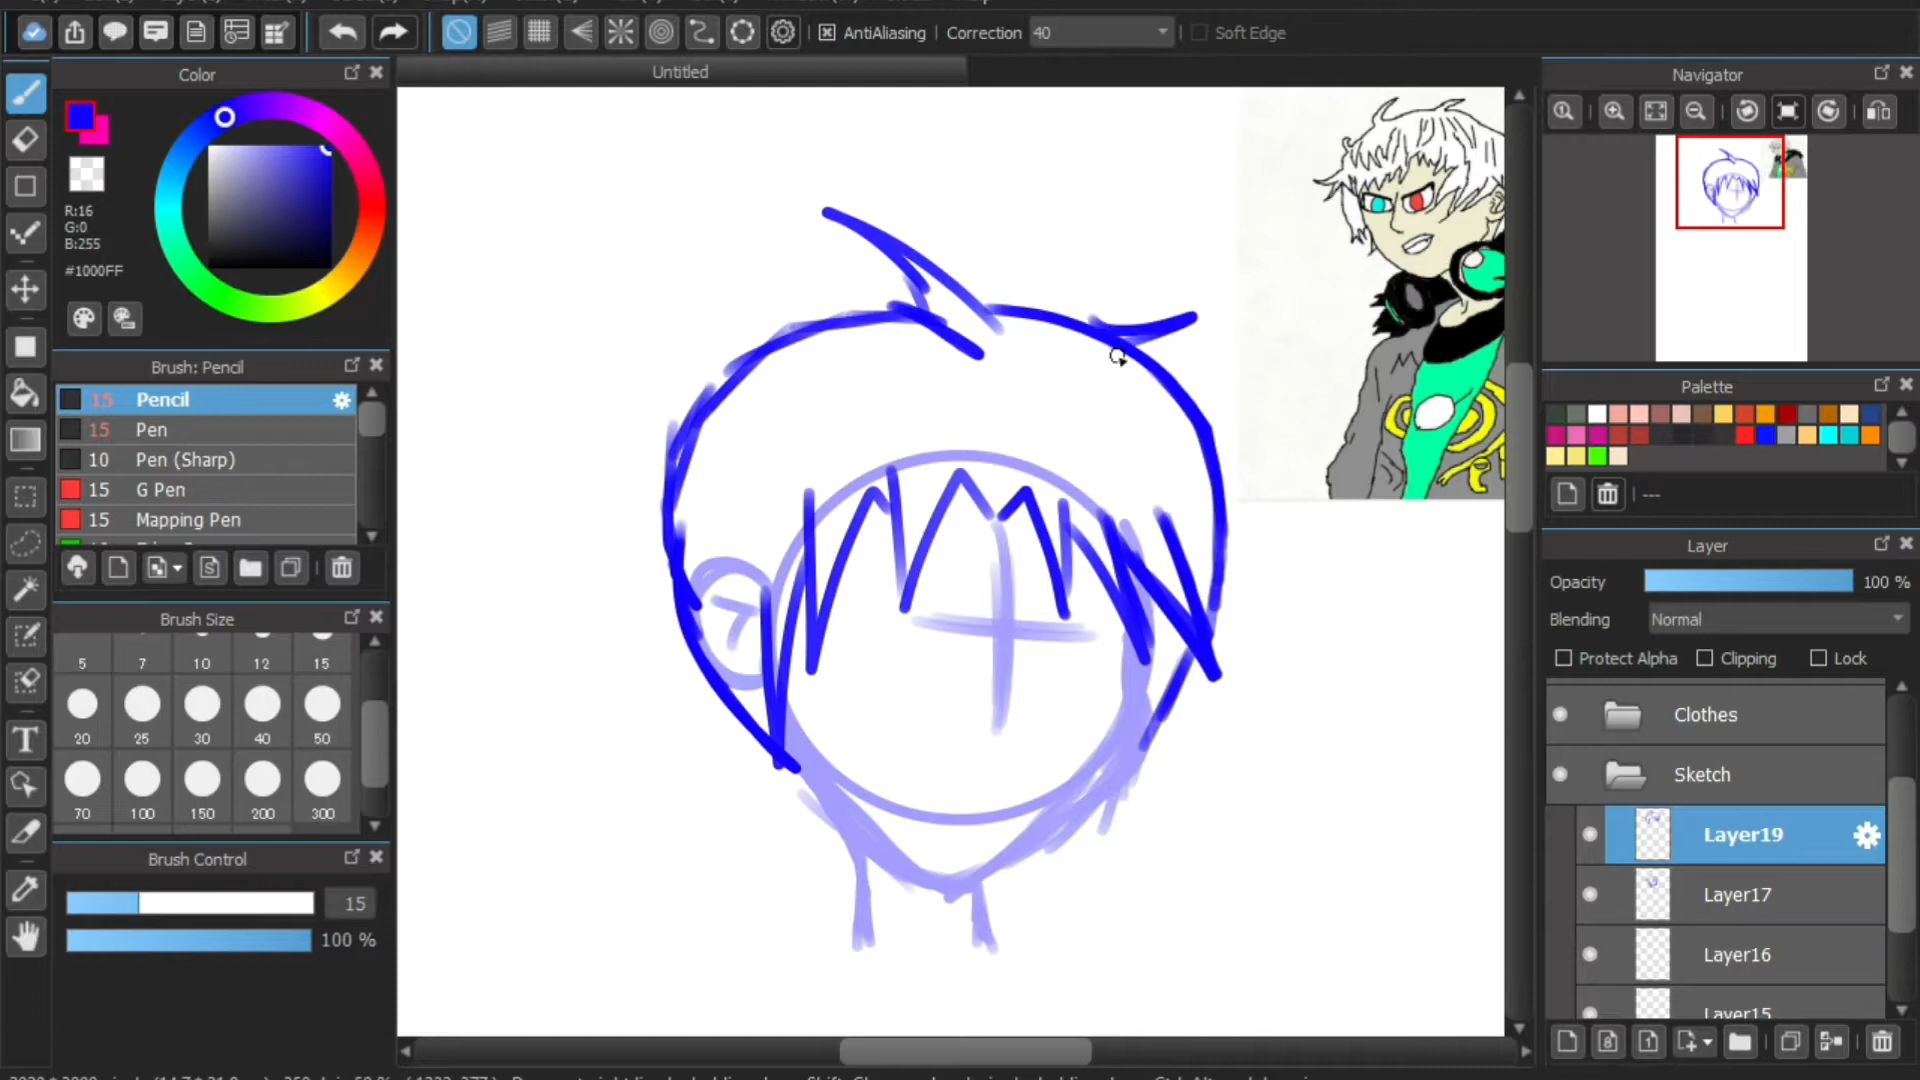 AntiAliasing
Correction
40
Soft Edge
Color
Untitled
Navigator
R:16
G:0
B:255
#1000FF
Brush: Pencil
15 Pencil
15 Pen
10 Pen (Sharp)
15 G Pen
15 Mapping Pen
Palette
---
Layer
Opacity
100 %
Blending
Normal
Protect Alpha
Clipping
Lock
Brush Size
5 7 10 12 15
20 25 30 40 50
70 100 150 200 300
Clothes
Sketch
Layer19
Layer17
Layer16
Layer15
Brush Control
15
100 %